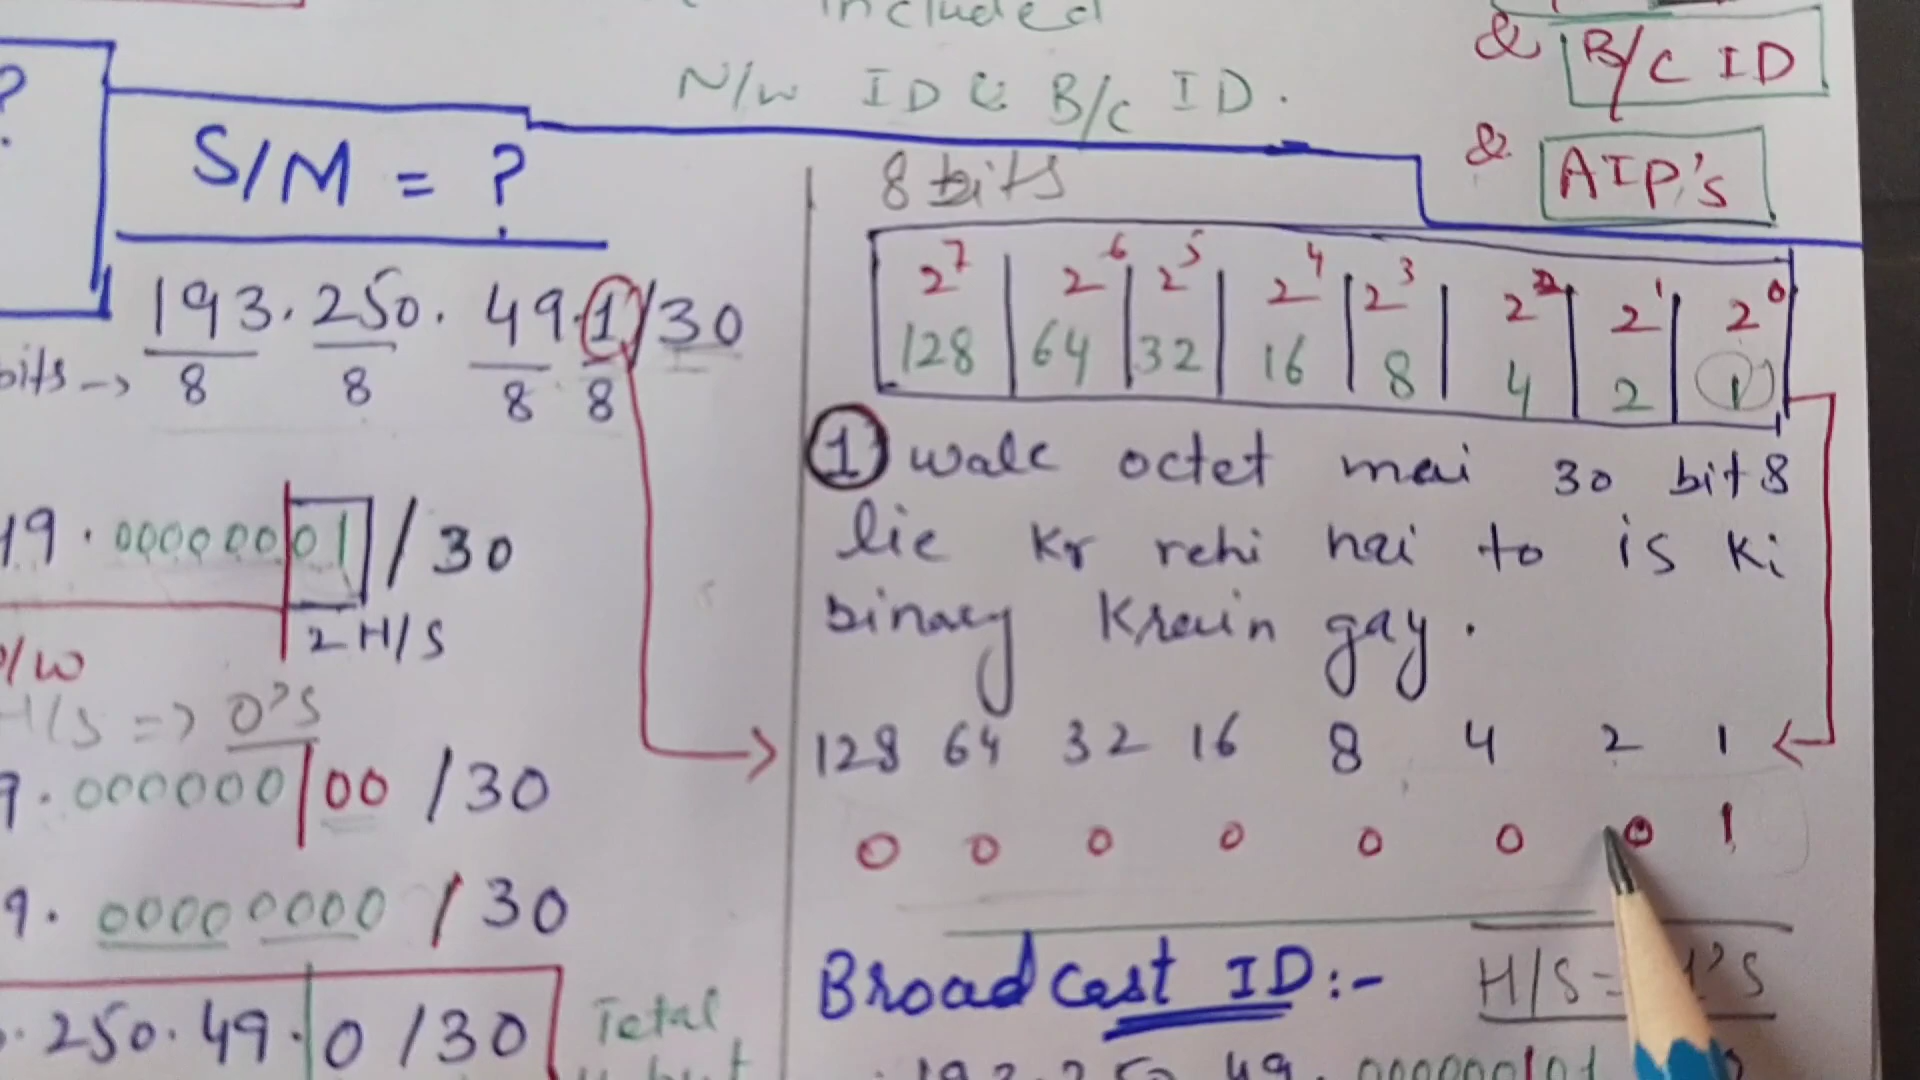 included
N/w ID & B/c ID.
& B/C ID
& AIP's
?
S/M = ?
193.250.49.1/30
bits -> 8 8 8 8
8 bits
2^7 2^6 2^5 2^4 2^3 2^2 2^1 2^0
128 64 32 16 8 4 2 1
1 wale octet mai 30 bits
lie kr rehi hai to is ki
binary krain gay.
128 64 32 16 8 4 2 1
0 0 0 0 0 0 0 1
49.00000001/30
2 H/S
/w
H/S => 0's
9.000000|00 /30
9.00000000 /30
.250.49.0 /30
Total
Broadcast ID:-
H/S= 1's